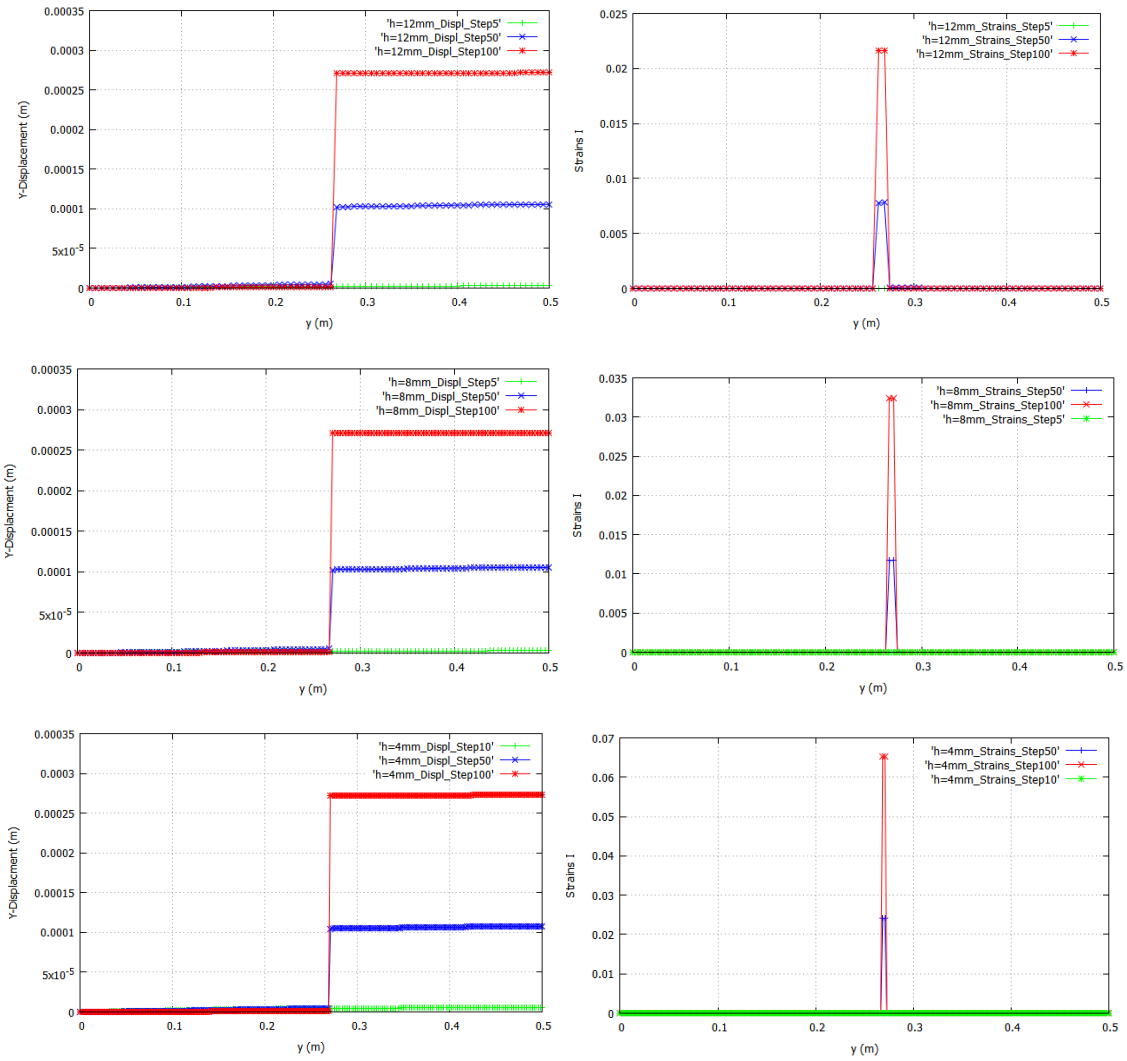 0.00035
0.0003
0.00025
0.0002
0.00015
0.0001
5x10⁻⁵
0
Y-Displacement (m)
'h=12mm_Displ_Step5'
'h=12mm_Displ_Step50'
'h=12mm_Displ_Step100'
0 0.1 0.2 0.3 0.4 0.5
y (m)
0.025
0.02
0.015
0.01
0.005
0
Strains I
'h=12mm_Strains_Step5'
'h=12mm_Strains_Step50'
'h=12mm_Strains_Step100'
0 0.1 0.2 0.3 0.4 0.5
y (m)
0.00035
0.0003
0.00025
0.0002
0.00015
0.0001
5x10⁻⁵
0
Y-Displacment (m)
'h=8mm_Displ_Step5'
'h=8mm_Displ_Step50'
'h=8mm_Displ_Step100'
0 0.1 0.2 0.3 0.4 0.5
y (m)
0.035
0.03
0.025
0.02
0.015
0.01
0.005
0
Strains I
'h=8mm_Strains_Step50'
'h=8mm_Strains_Step100'
'h=8mm_Strains_Step5'
0 0.1 0.2 0.3 0.4 0.5
y (m)
0.00035
0.0003
0.00025
0.0002
0.00015
0.0001
5x10⁻⁵
0
Y-Displacment (m)
'h=4mm_Displ_Step10'
'h=4mm_Displ_Step50'
'h=4mm_Displ_Step100'
0 0.1 0.2 0.3 0.4 0.5
y (m)
0.07
0.06
0.05
0.04
0.03
0.02
0.01
0
Strains I
'h=4mm_Strains_Step50'
'h=4mm_Strains_Step100'
'h=4mm_Strains_Step10'
0 0.1 0.2 0.3 0.4 0.5
y (m)